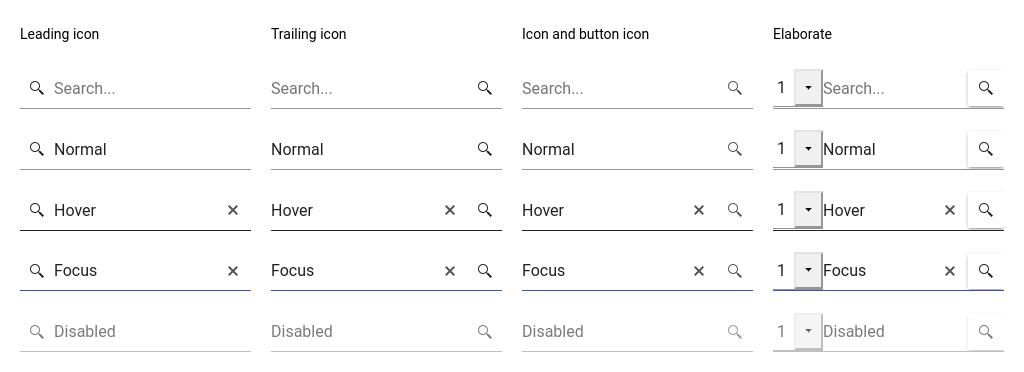 Leading icon Trailing icon Icon and button icon Elaborate
Search... Search... Search... 1 Search...
Normal Normal Normal 1 Normal
Hover Hover Hover 1 Hover
Focus Focus Focus 1 Focus
Disabled Disabled Disabled 1 Disabled